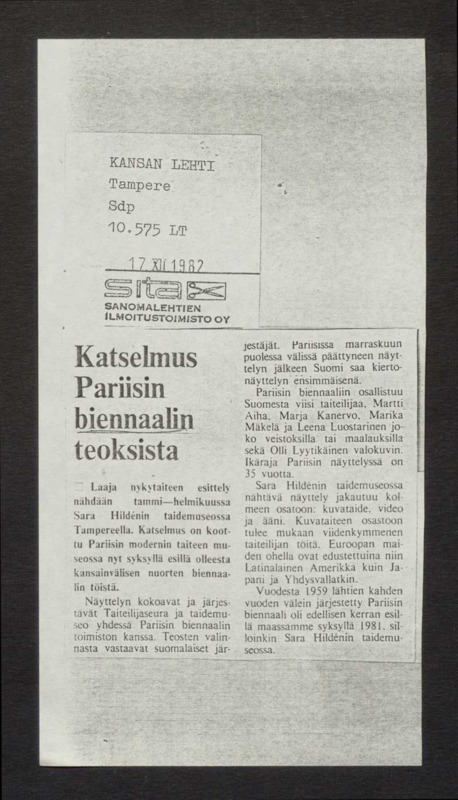 KANSAN LEHTI
Tampere
Sdp
10.575 LT
17 XII 1982
sita
SANOMALEHTIEN
ILMOITUSTOIMISTO OY
Katselmus
Pariisin
biennaalin
teoksista
Laaja nykytaiteen esittely
nähdään tammi—helmikuussa
Sara Hildénin taidemuseossa
Tampereella. Katselmus on koot-
tu Pariisin modernin taiteen mu-
seossa nyt syksyllä esillä olleesta
kansainvälisen nuorten biennaa-
lin töistä.
Näyttelyn kokoavat ja järjes-
tävät Taiteilijaseura ja taidemu-
seo yhdessä Pariisin biennaalin
toimiston kanssa. Teosten valin-
nasta vastaavat suomalaiset jär-
jestäjät. Pariisissa marraskuun
puolessa välissä päättyneen näyt-
telyn jälkeen Suomi saa kierto-
näyttelyn ensimmäisenä.
Pariisin biennaaliin osallistuu
Suomesta viisi taiteilijaa, Martti
Aiha, Marja Kanervo, Marika
Mäkelä ja Leena Luostarinen jo-
ko veistoksilla tai maalauksilla
sekä Olli Lyytikäinen valokuvin.
Ikäraja Pariisin näyttelyssä on
35 vuotta.
Sara Hildénin taidemuseossa
nähtävä näyttely jakautuu kol-
meen osatoon: kuvataide, video
ja ääni. Kuvataiteen osastoon
tulee mukaan viidenkymmenen
taiteilijan töitä. Euroopan mai-
den ohella ovat edustettuina niin
Latinalainen Amerikka kuin Ja-
pani ja Yhdysvallatkin.
Vuodesta 1959 lähtien kahden
vuoden välein järjestetty Pariisin
biennaali oli edellisen kerran esil-
lä maassamme syksyllä 1981, sil-
loinkin Sara Hildénin taidemu-
seossa.